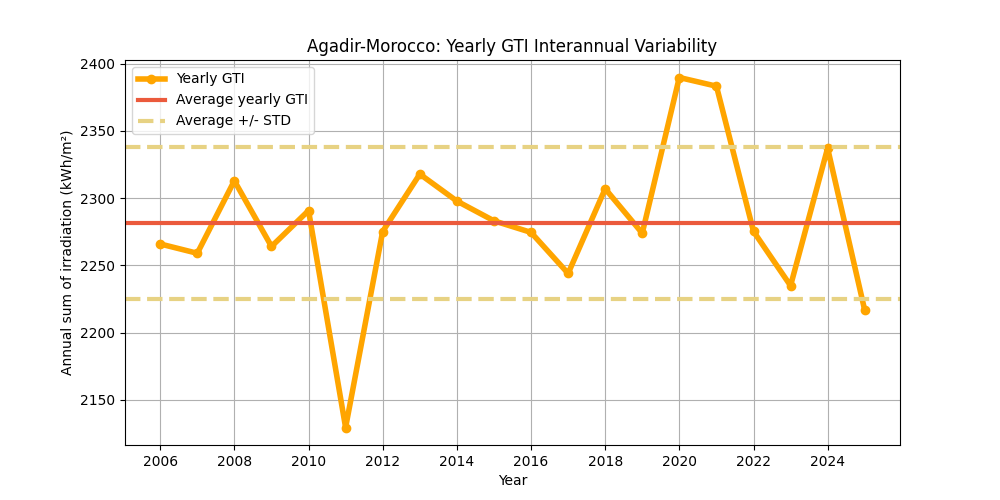 Agadir-Morocco: Yearly GTI Interannual Variability
2400
2350
2300
2250
2200
2150
Annual sum of irradiation (kWh/m²)
Yearly GTI
Average yearly GTI
Average +/- STD
2006 2008 2010 2012 2014 2016 2018 2020 2022 2024
Year